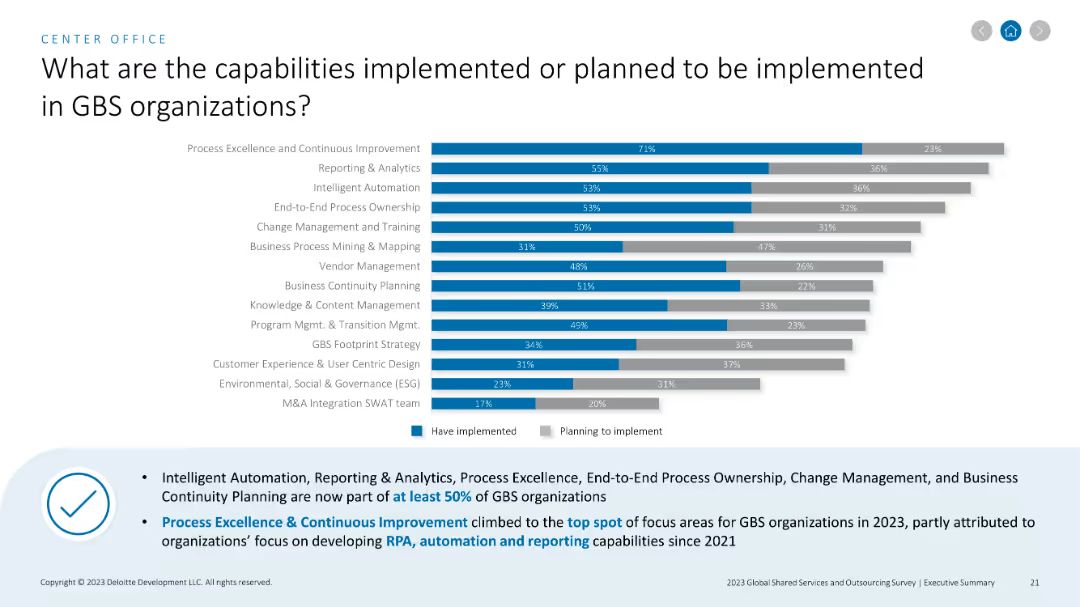 CENTER OFFICE
What are the capabilities implemented or planned to be implemented
in GBS organizations?
Process Excellence and Continuous Improvement 71% 23%
Reporting & Analytics 55% 36%
Intelligent Automation 53% 36%
End-to-End Process Ownership 53% 32%
Change Management and Training 50% 31%
Business Process Mining & Mapping 31% 47%
Vendor Management 48% 26%
Business Continuity Planning 51% 22%
Knowledge & Content Management 39% 33%
Program Mgmt. & Transition Mgmt. 49% 23%
GBS Footprint Strategy 34% 36%
Customer Experience & User Centric Design 31% 37%
Environmental, Social & Governance (ESG) 23% 31%
M&A Integration SWAT team 17% 20%
Have implemented Planning to implement
• Intelligent Automation, Reporting & Analytics, Process Excellence, End-to-End Process Ownership, Change Management, and Business
Continuity Planning are now part of at least 50% of GBS organizations
• Process Excellence & Continuous Improvement climbed to the top spot of focus areas for GBS organizations in 2023, partly attributed to
organizations' focus on developing RPA, automation and reporting capabilities since 2021
Copyright © 2023 Deloitte Development LLC. All rights reserved. 2023 Global Shared Services and Outsourcing Survey | Executive Summary 21